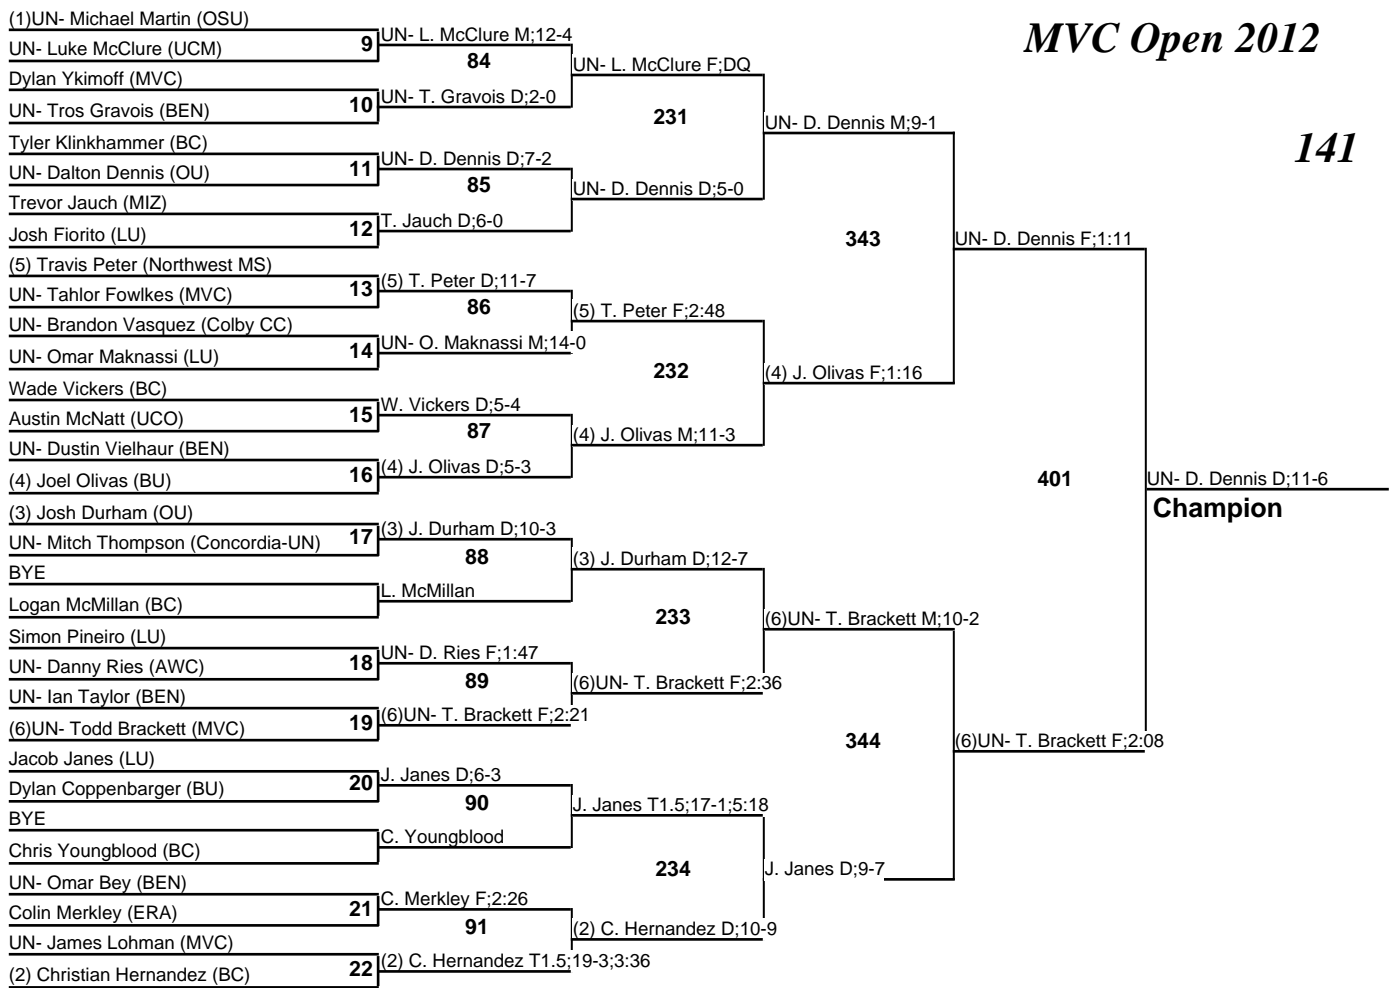 MVC Open 2012
141
(1)UN- Michael Martin (OSU)
UN- Luke McClure (UCM)
Dylan Ykimoff (MVC)
UN- Tros Gravois (BEN)
Tyler Klinkhammer (BC)
UN- Dalton Dennis (OU)
Trevor Jauch (MIZ)
Josh Fiorito (LU)
(5) Travis Peter (Northwest MS)
UN- Tahlor Fowlkes (MVC)
UN- Brandon Vasquez (Colby CC)
UN- Omar Maknassi (LU)
Wade Vickers (BC)
Austin McNatt (UCO)
UN- Dustin Vielhaur (BEN)
(4) Joel Olivas (BU)
(3) Josh Durham (OU)
UN- Mitch Thompson (Concordia-UN)
BYE
Logan McMillan (BC)
Simon Pineiro (LU)
UN- Danny Ries (AWC)
UN- Ian Taylor (BEN)
(6)UN- Todd Brackett (MVC)
Jacob Janes (LU)
Dylan Coppenbarger (BU)
BYE
Chris Youngblood (BC)
UN- Omar Bey (BEN)
Colin Merkley (ERA)
UN- James Lohman (MVC)
(2) Christian Hernandez (BC)
9
10
11
12
13
14
15
16
17
18
19
20
21
22
UN- L. McClure M;12-4
84
UN- T. Gravois D;2-0
UN- D. Dennis D;7-2
85
T. Jauch D;6-0
(5) T. Peter D;11-7
86
UN- O. Maknassi M;14-0
W. Vickers D;5-4
87
(4) J. Olivas D;5-3
(3) J. Durham D;10-3
88
L. McMillan
UN- D. Ries F;1:47
89
(6)UN- T. Brackett F;2:21
J. Janes D;6-3
90
C. Youngblood
C. Merkley F;2:26
91
(2) C. Hernandez T1.5;19-3;3:36
UN- L. McClure F;DQ
231
UN- D. Dennis D;5-0
(5) T. Peter F;2:48
232
(4) J. Olivas M;11-3
(3) J. Durham D;12-7
233
(6)UN- T. Brackett F;2:36
J. Janes T1.5;17-1;5:18
234
(2) C. Hernandez D;10-9
UN- D. Dennis M;9-1
343
(4) J. Olivas F;1:16
(6)UN- T. Brackett M;10-2
344
J. Janes D;9-7
UN- D. Dennis F;1:11
401
(6)UN- T. Brackett F;2:08
UN- D. Dennis D;11-6
Champion